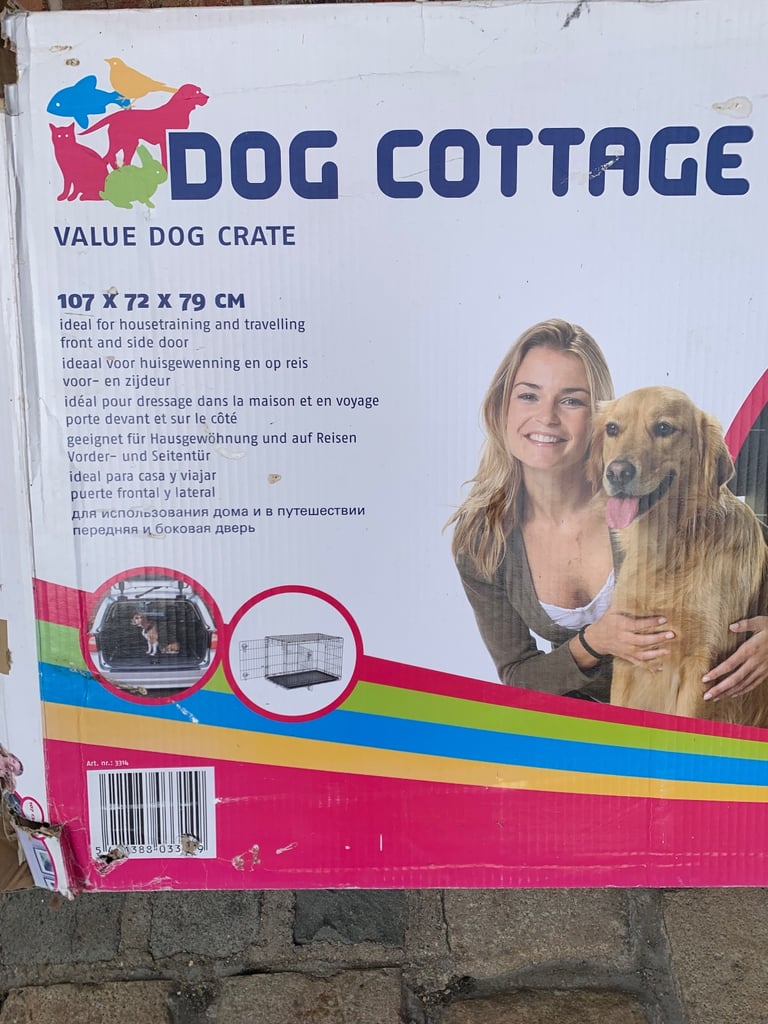 DOG COTTAGE
VALUE DOG CRATE
107 x 72 x 79 CM
ideal for housetraining and travelling
front and side door
ideaal voor huisgewenning en op reis
voor- en zijdeur
idéal pour dressage dans la maison et en voyage
porte devant et sur le côté
geeignet für Hausgewöhnung und auf Reisen
Vorder- und Seitentür
ideal para casa y viajar
puerte frontal y lateral
для использования дома и в путешествии
передняя и боковая дверь
Art. nr.: 3314